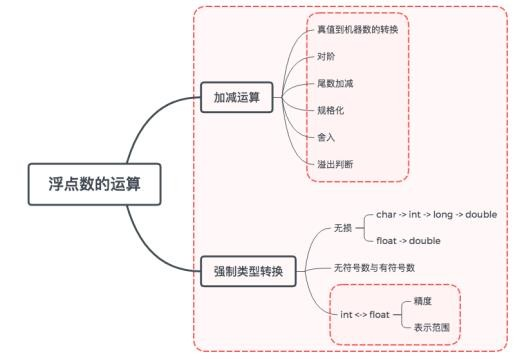 浮点数的运算
加减运算
真值到机器数的转换
对阶
尾数加减
规格化
舍入
溢出判断
强制类型转换
无损
char -> int -> long -> double
float -> double
无符号数与有符号数
int <-> float
精度
表示范围